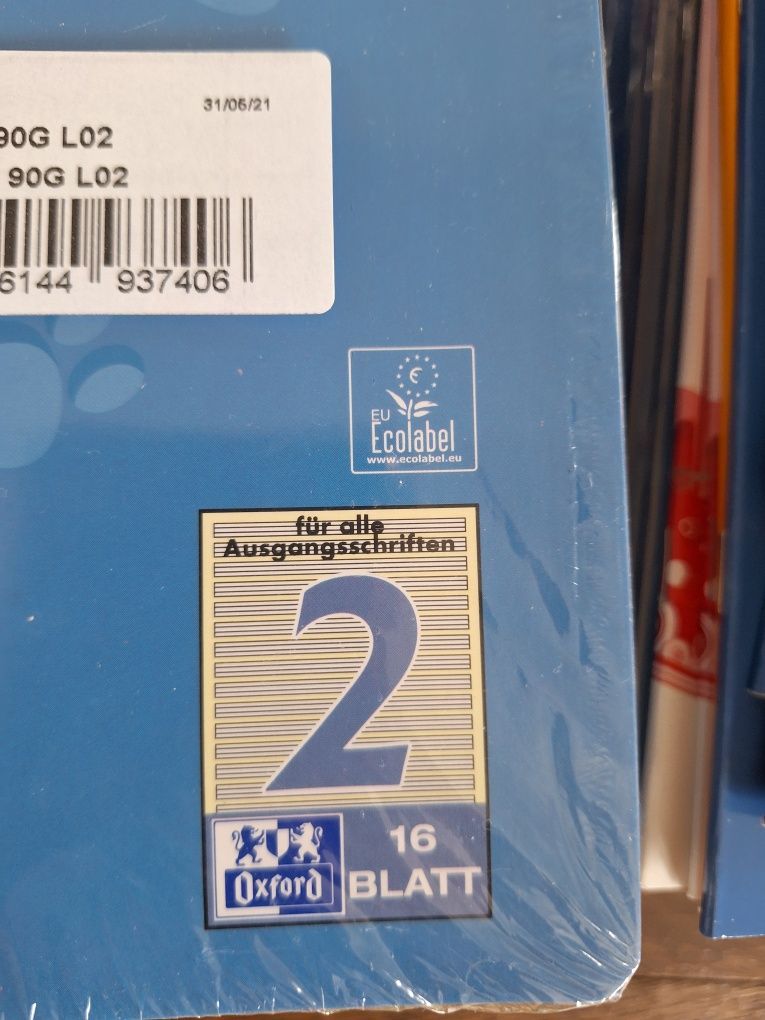 31/05/21
90G L02
90G L02
6144 937406
EU
Ecolabel
www.ecolabel.eu
für alle
Ausgangsschriften
2
16
BLATT
Oxford